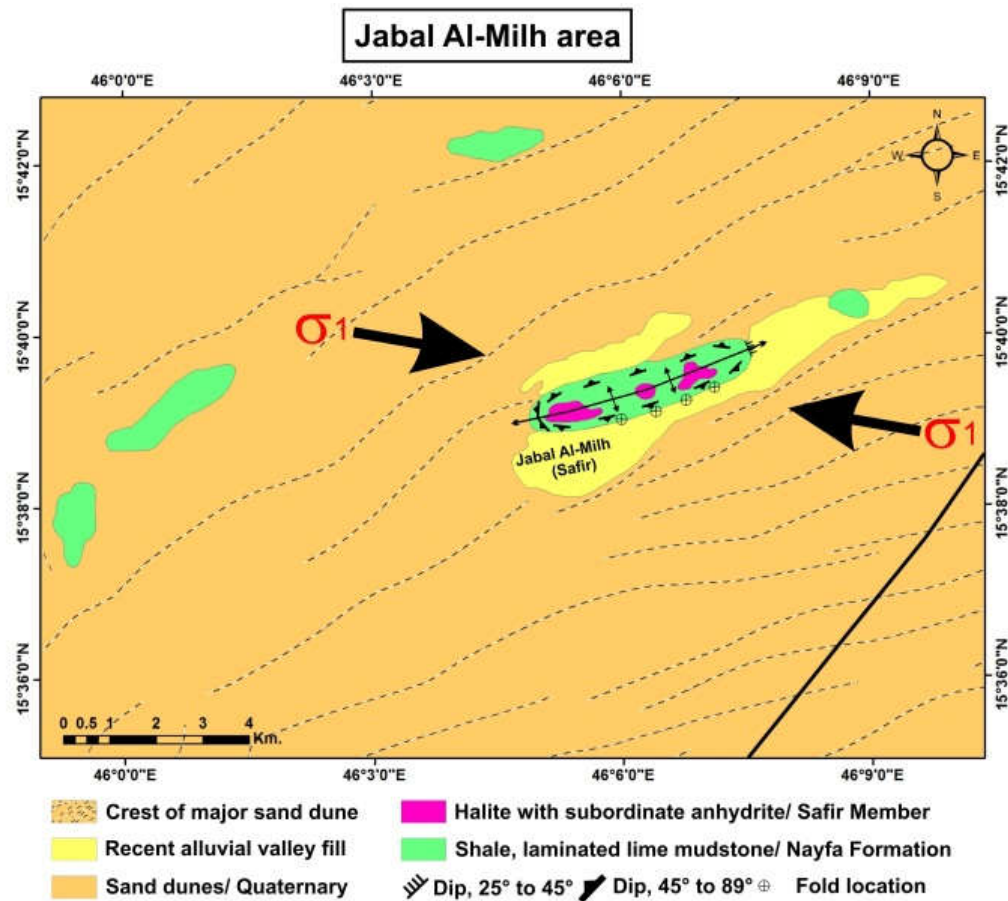 Jabal Al-Milh area
46°0'0"E 46°3'0"E 46°6'0"E 46°9'0"E
N
W E
S
15°42'0"N 15°42'0"N
σ1
15°40'0"N 15°40'0"N
σ1
Jabal Al-Milh
(Safir)
15°38'0"N 15°38'0"N
15°36'0"N 15°36'0"N
0 0.5 1 2 3 4
Km.
46°0'0"E 46°3'0"E 46°6'0"E 46°9'0"E
Crest of major sand dune Halite with subordinate anhydrite/ Safir Member
Recent alluvial valley fill Shale, laminated lime mudstone/ Nayfa Formation
Sand dunes/ Quaternary Dip, 25° to 45° Dip, 45° to 89° Fold location